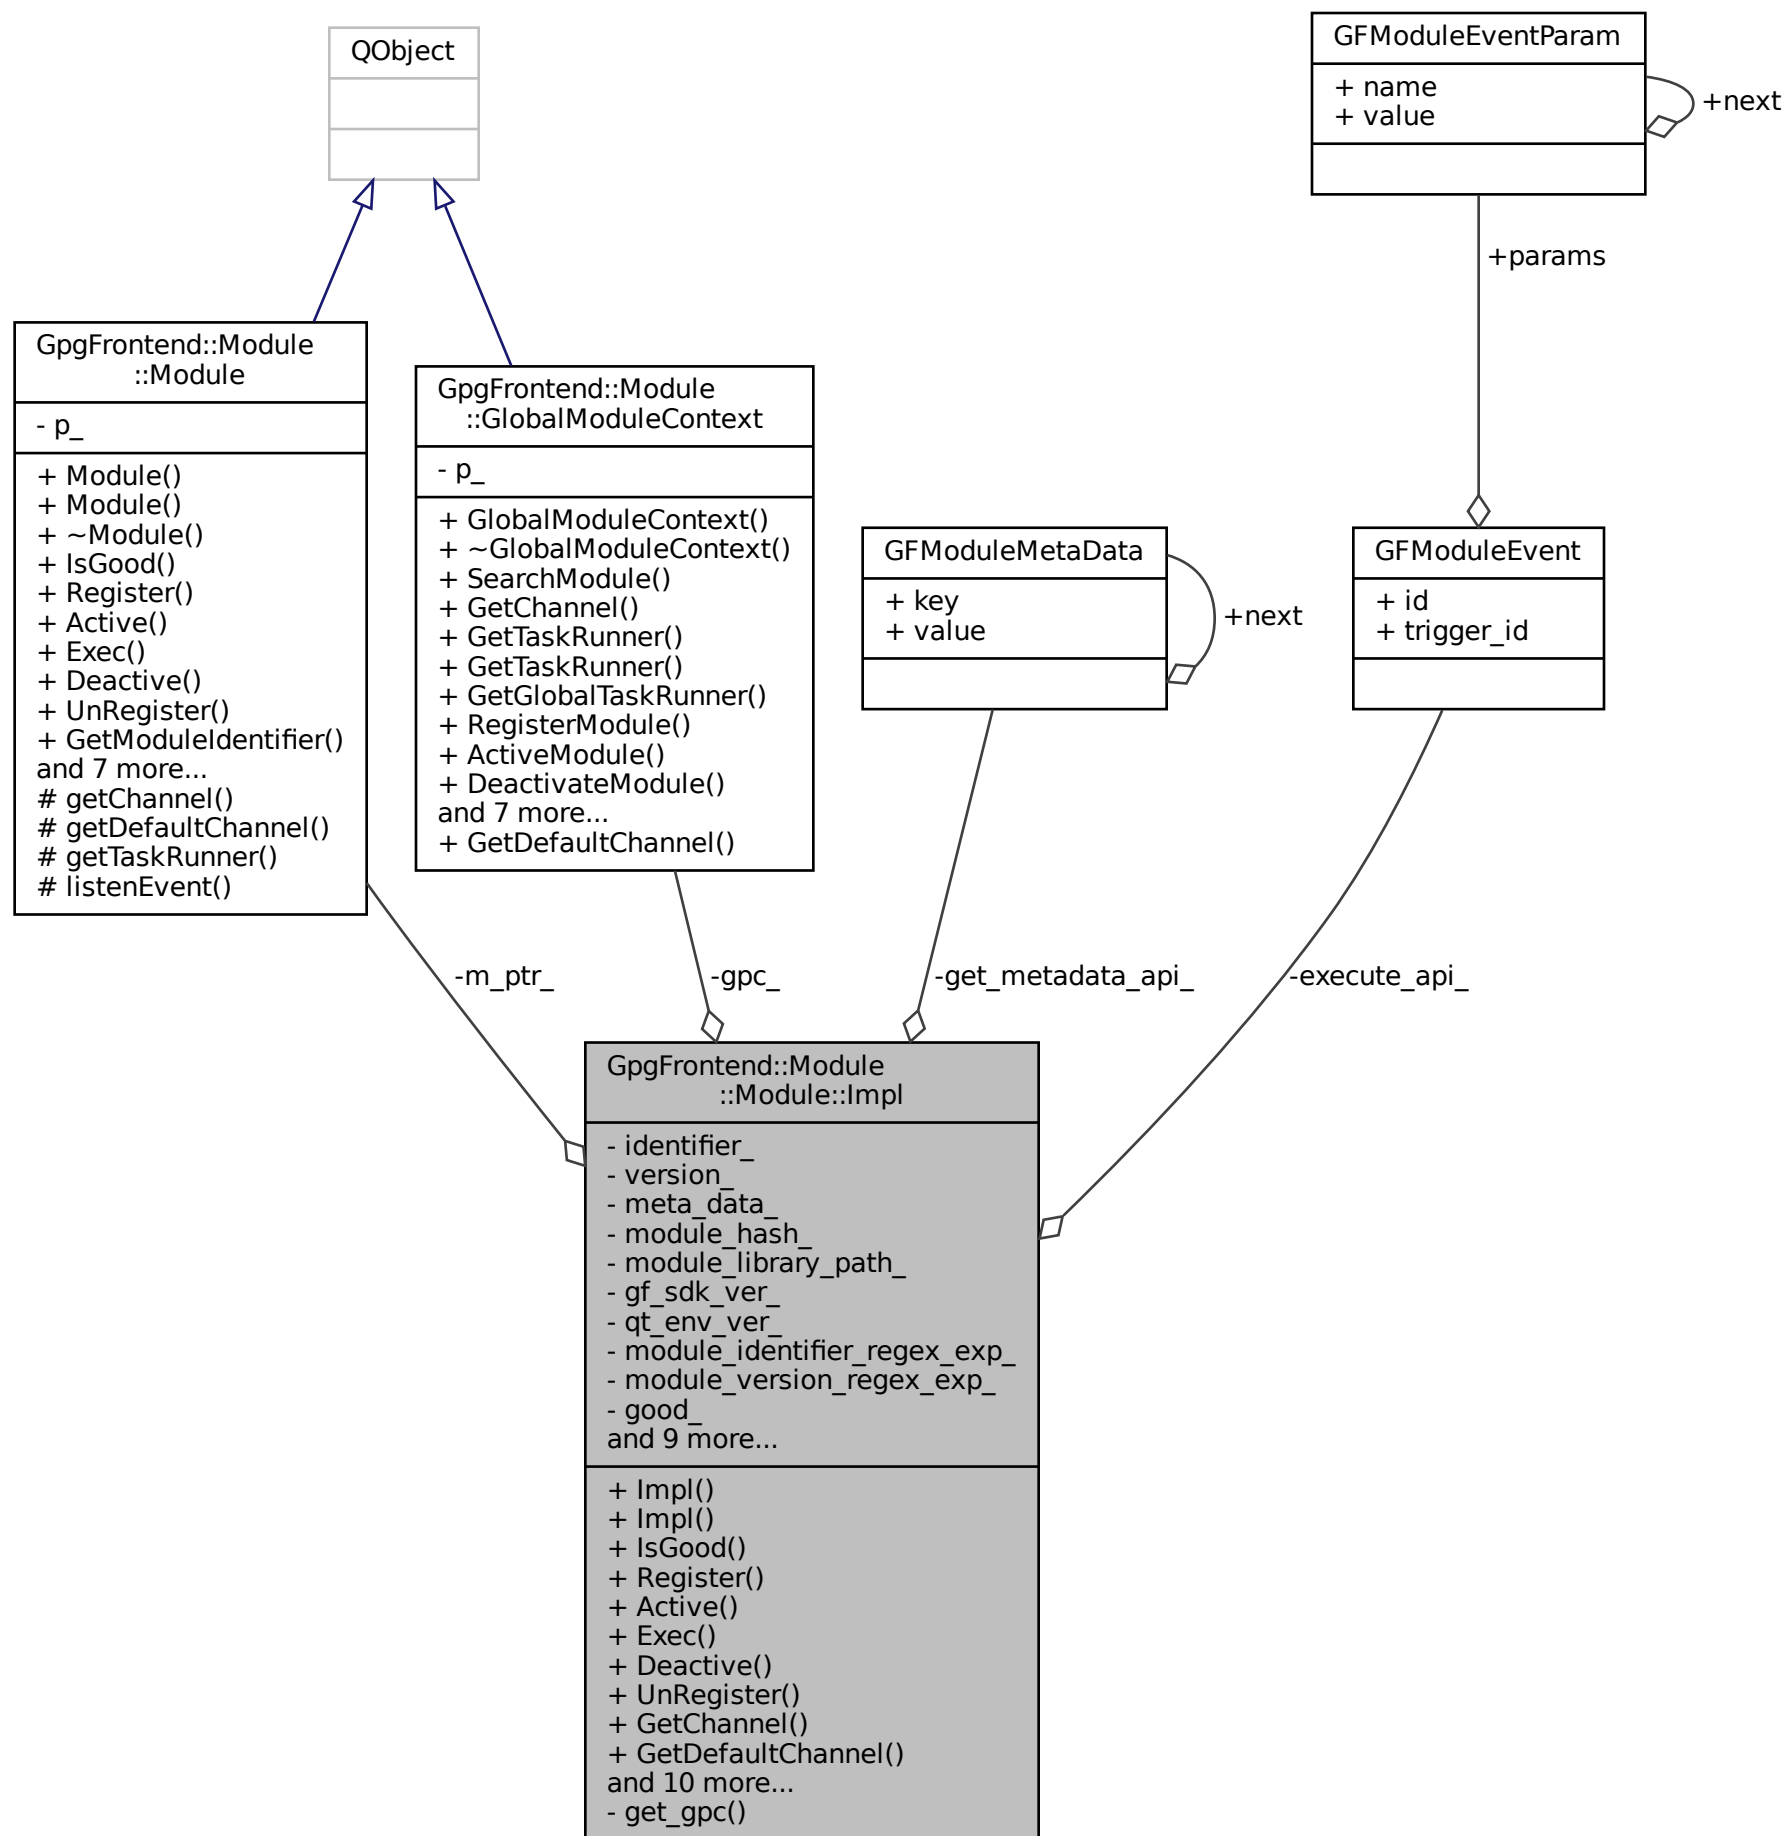 QObject
GFModuleEventParam
+ name
+ value
+next
+params
GpgFrontend::Module
::Module
- p_
+ Module()
+ Module()
+ ~Module()
+ IsGood()
+ Register()
+ Active()
+ Exec()
+ Deactive()
+ UnRegister()
+ GetModuleIdentifier()
and 7 more...
# getChannel()
# getDefaultChannel()
# getTaskRunner()
# listenEvent()
GpgFrontend::Module
::GlobalModuleContext
- p_
+ GlobalModuleContext()
+ ~GlobalModuleContext()
+ SearchModule()
+ GetChannel()
+ GetTaskRunner()
+ GetTaskRunner()
+ GetGlobalTaskRunner()
+ RegisterModule()
+ ActiveModule()
+ DeactivateModule()
and 7 more...
+ GetDefaultChannel()
GFModuleMetaData
+ key
+ value
+next
GFModuleEvent
+ id
+ trigger_id
-m_ptr_
-gpc_
-get_metadata_api_
-execute_api_
GpgFrontend::Module
::Module::Impl
- identifier_
- version_
- meta_data_
- module_hash_
- module_library_path_
- gf_sdk_ver_
- qt_env_ver_
- module_identifier_regex_exp_
- module_version_regex_exp_
- good_
and 9 more...
+ Impl()
+ Impl()
+ IsGood()
+ Register()
+ Active()
+ Exec()
+ Deactive()
+ UnRegister()
+ GetChannel()
+ GetDefaultChannel()
and 10 more...
- get_gpc()